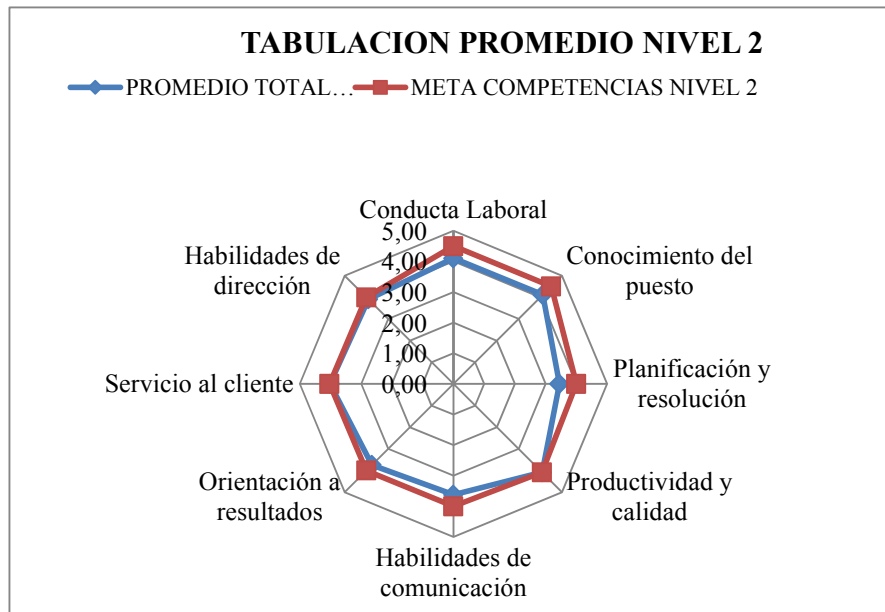 TABULACION PROMEDIO NIVEL 2
PROMEDIO TOTAL… META COMPETENCIAS NIVEL 2
Conducta Laboral
5,00
4,00
3,00
2,00
1,00
0,00
Conocimiento del
puesto
Planificación y
resolución
Productividad y
calidad
Habilidades de
comunicación
Orientación a
resultados
Servicio al cliente
Habilidades de
dirección